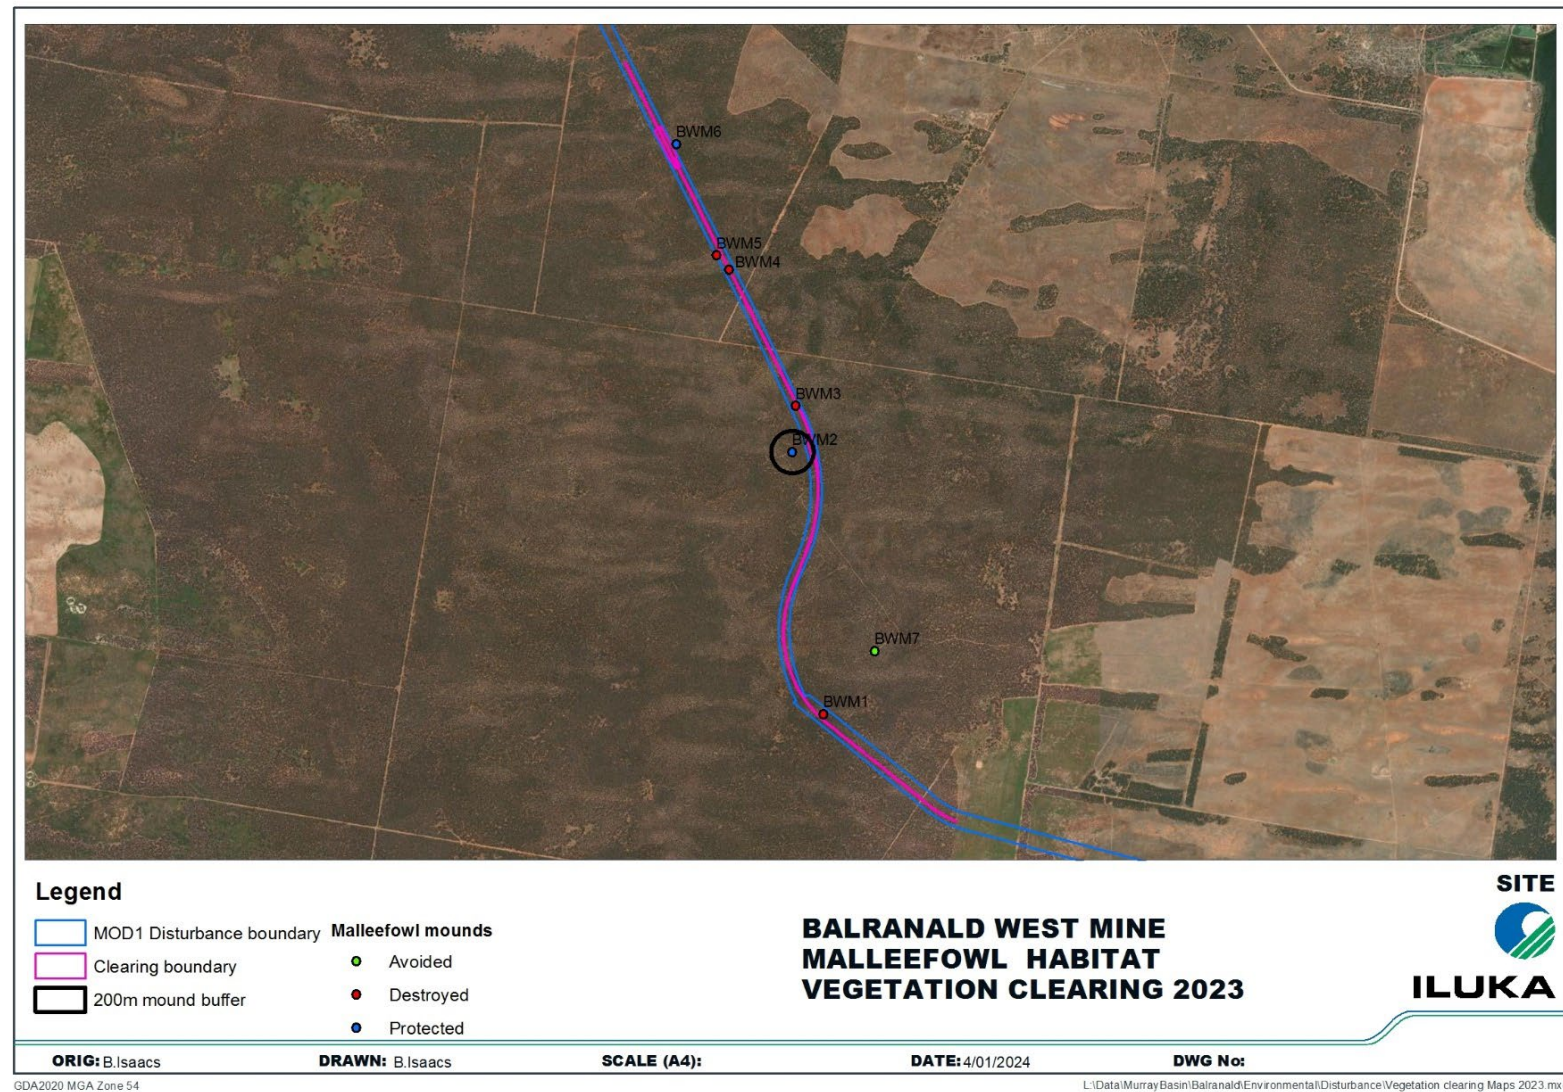 BWM6
BWM5
BWM4
BWM3
BWM2
BWM7
BWM1
Legend
MOD1 Disturbance boundary
Clearing boundary
200m mound buffer
Malleefowl mounds
Avoided
Destroyed
Protected
BALRANALD WEST MINE
MALLEEFOWL HABITAT
VEGETATION CLEARING 2023
SITE
ILUKA
ORIG: B.Isaacs
DRAWN: B.Isaacs
SCALE (A4):
DATE: 4/01/2024
DWG No:
GDA2020 MGA Zone 54
L:\Data\MurrayBasin\Balranald\Environmental\Disturbance\Vegetation clearing Maps 2023.mx